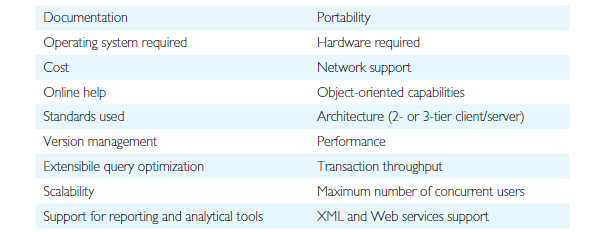 Documentation Portability
Operating system required Hardware required
Cost Network support
Online help Object-oriented capabilities
Standards used Architecture (2- or 3-tier client/server)
Version management Performance
Extensibile query optimization Transaction throughput
Scalability Maximum number of concurrent users
Support for reporting and analytical tools XML and Web services support